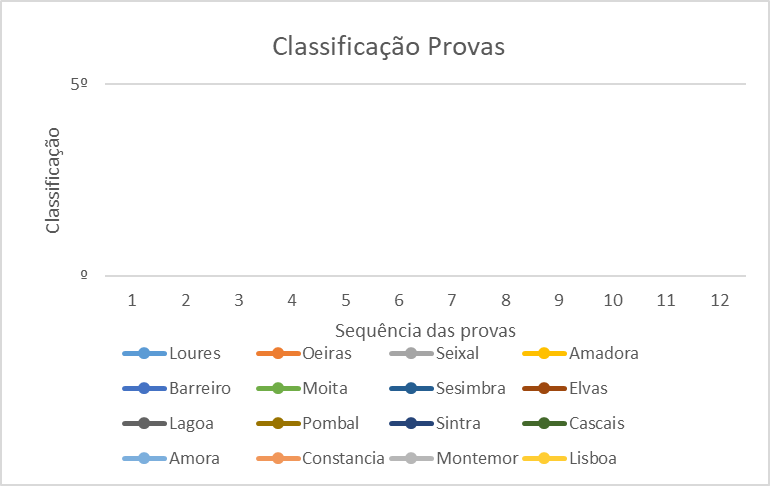 Classificação Provas
5º
Classificação
º
1 2 3 4 5 6 7 8 9 10 11 12
Sequência das provas
Loures Oeiras Seixal Amadora
Barreiro Moita Sesimbra Elvas
Lagoa Pombal Sintra Cascais
Amora Constancia Montemor Lisboa